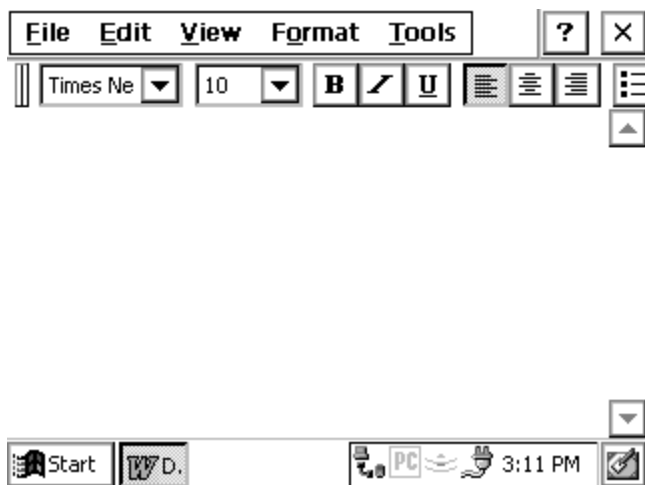 File Edit View Format Tools ? ×
Times Ne 10 B I U
Start W D. PC 3:11 PM